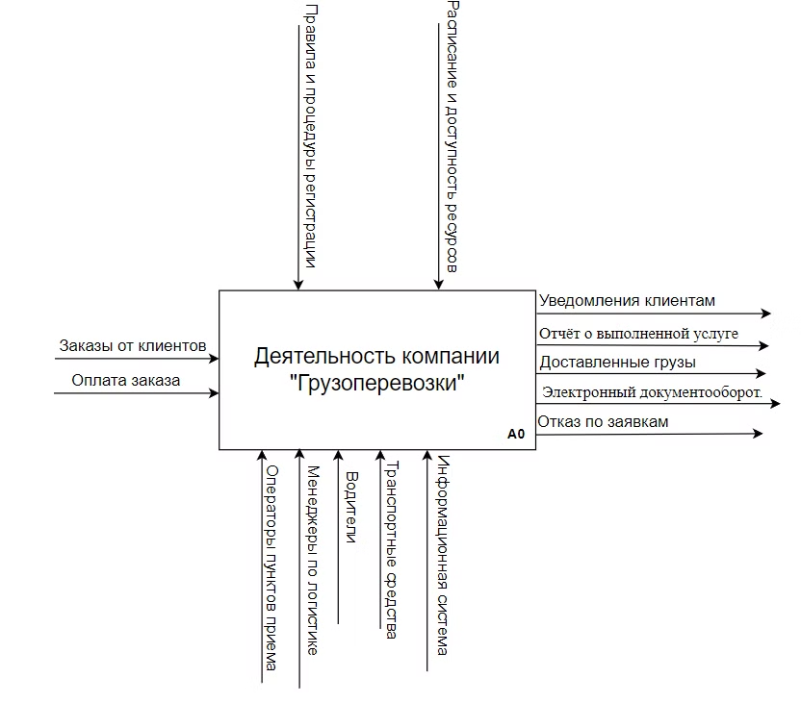 Правила и процедуры регистрации
Расписание и доступность ресурсов
Заказы от клиентов
Оплата заказа
Деятельность компании
"Грузоперевозки"
A0
Уведомления клиентам
Отчёт о выполненной услуге
Доставленные грузы
Электронный документооборот.
Отказ по заявкам
Операторы пунктов приема
Менеджеры по логистике
Водители
Транспортные средства
Информационная система